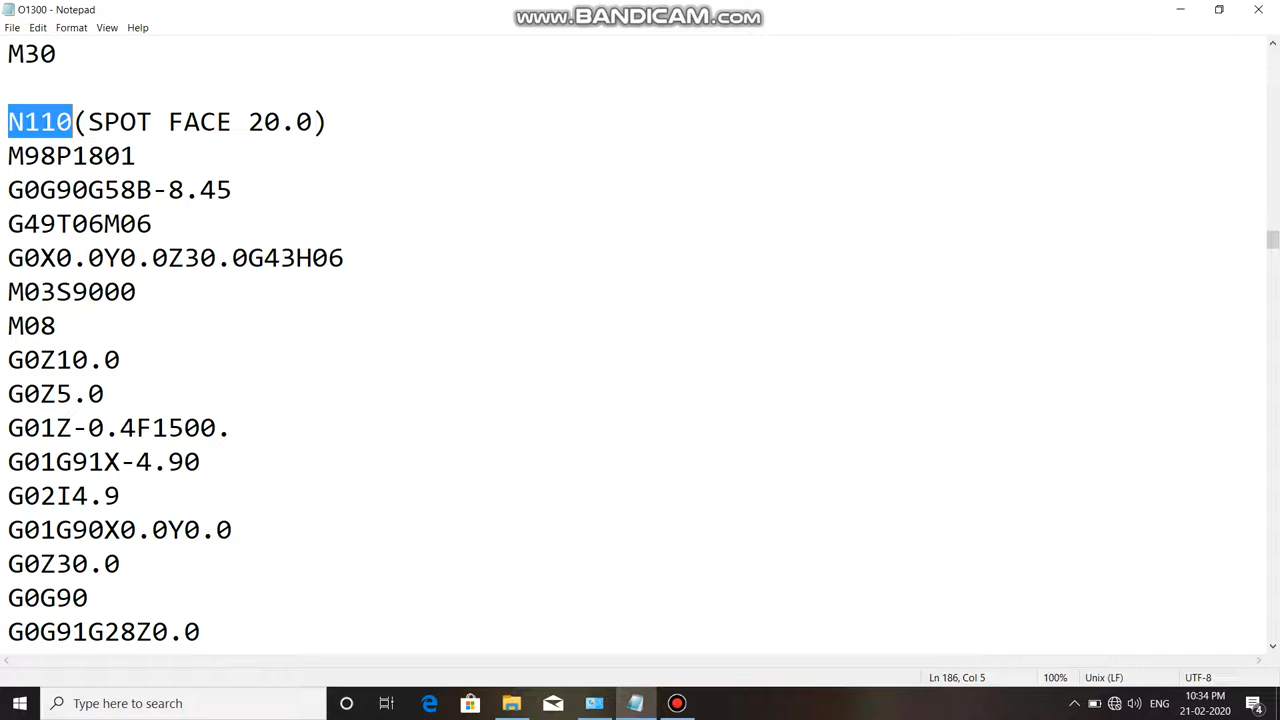 O1300 - Notepad
www.BANDICAM.com
File Edit Format View Help
M30
N110(SPOT FACE 20.0)
M98P1801
G0G90G58B-8.45
G49T06M06
G0X0.0Y0.0Z30.0G43H06
M03S9000
M08
G0Z10.0
G0Z5.0
G01Z-0.4F1500.
G01G91X-4.90
G02I4.9
G01G90X0.0Y0.0
G0Z30.0
G0G90
G0G91G28Z0.0
Ln 186, Col 5 100% Unix (LF) UTF-8
Type here to search
ENG
10:34 PM
21-02-2020
4